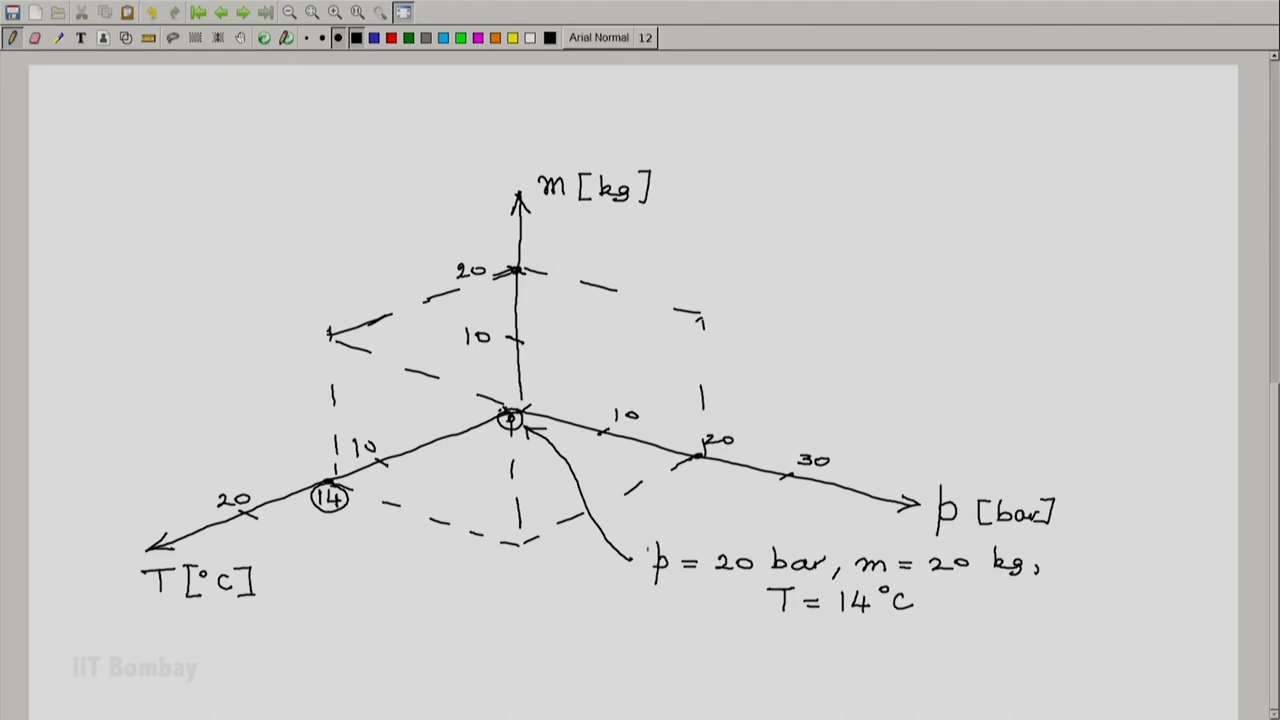 Arial Normal 12
m [kg]
20
10
10
20
30
10
14
20
p [bar]
T [°C]
p = 20 bar, m = 20 kg,
T = 14°C
IIT Bombay